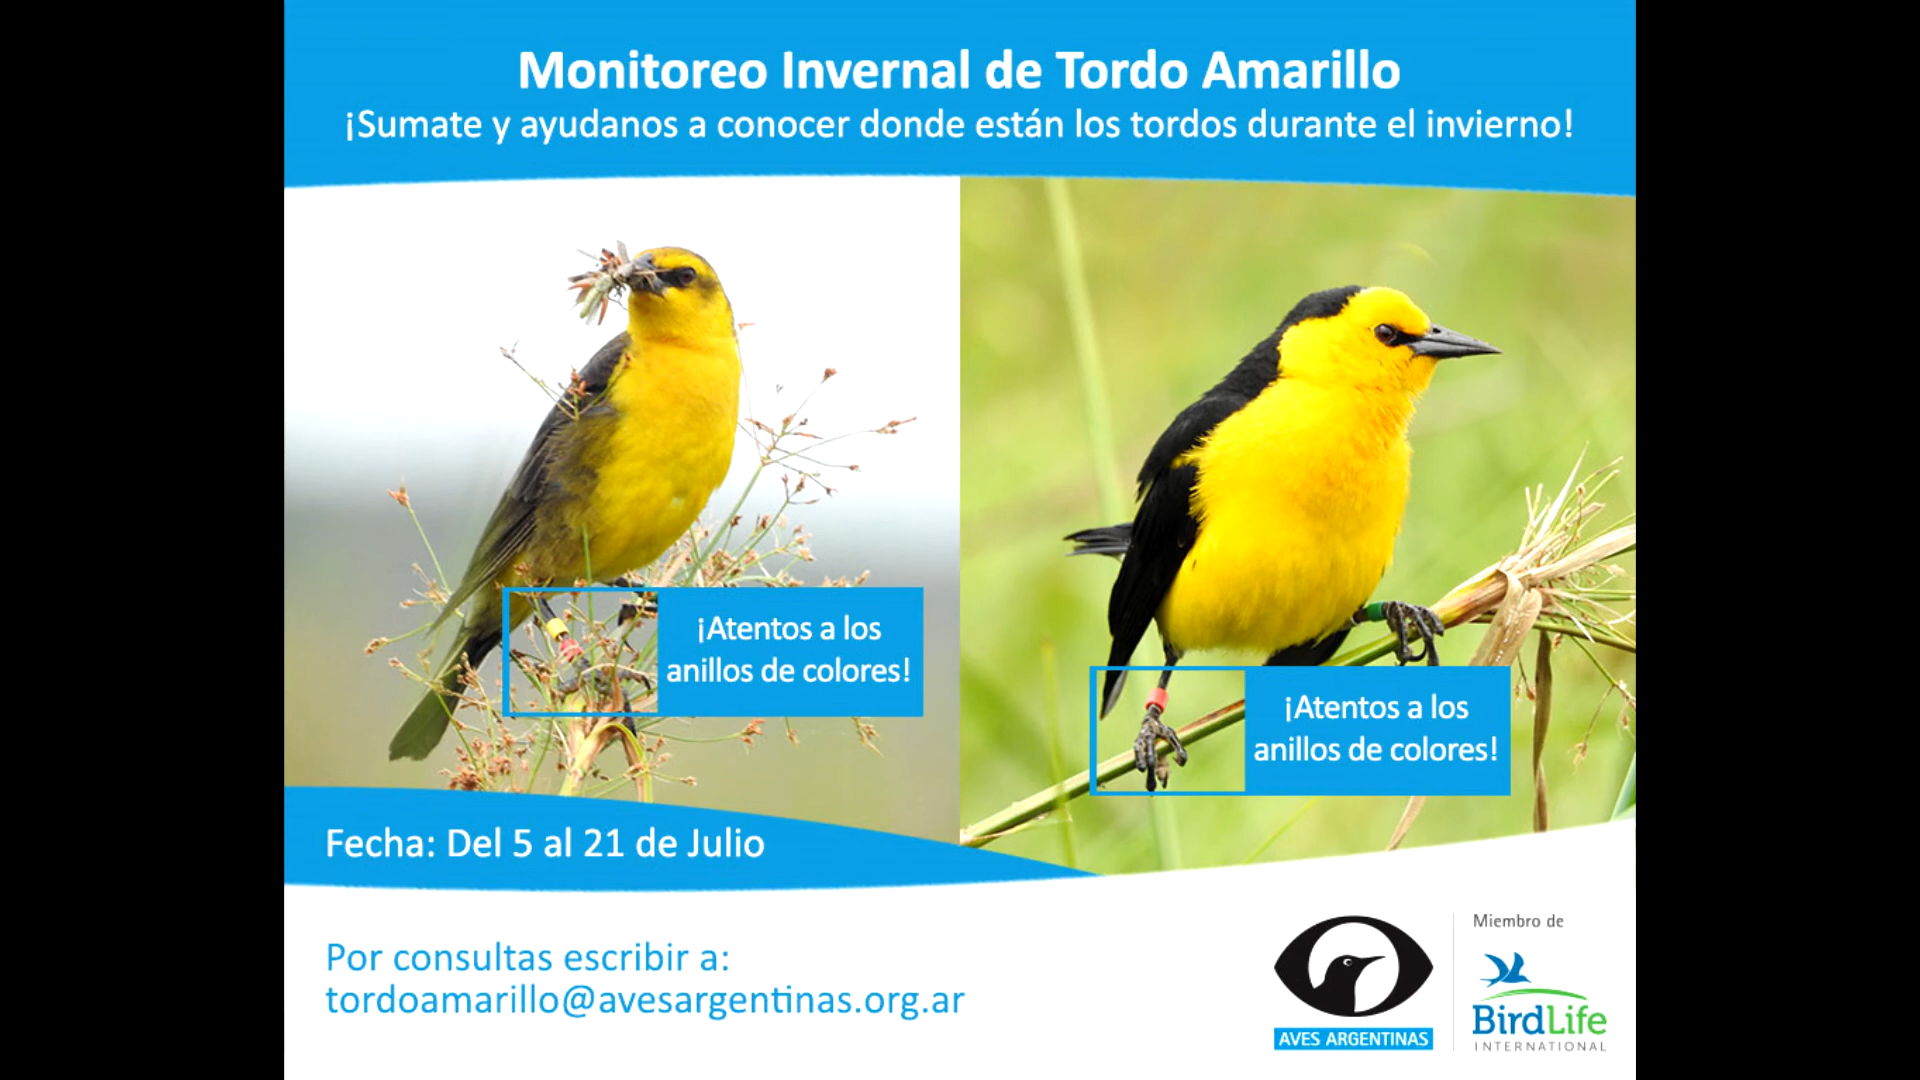 Monitoreo Invernal de Tordo Amarillo
¡Sumate y ayudanos a conocer donde están los tordos durante el invierno!
¡Atentos a los
anillos de colores!
¡Atentos a los
anillos de colores!
Fecha: Del 5 al 21 de Julio
Por consultas escribir a:
tordoamarillo@avesargentinas.org.ar
AVES ARGENTINAS
Miembro de
BirdLife
INTERNATIONAL